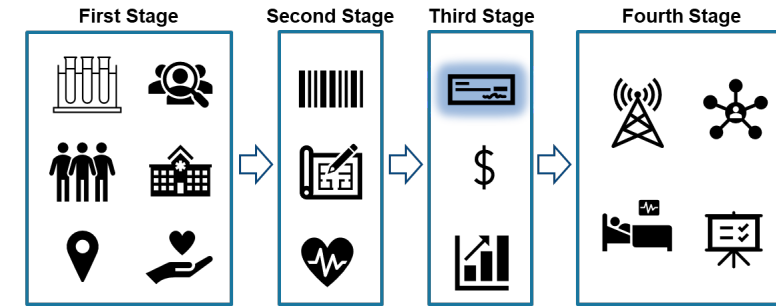 First Stage
Second Stage
Third Stage
Fourth Stage
$